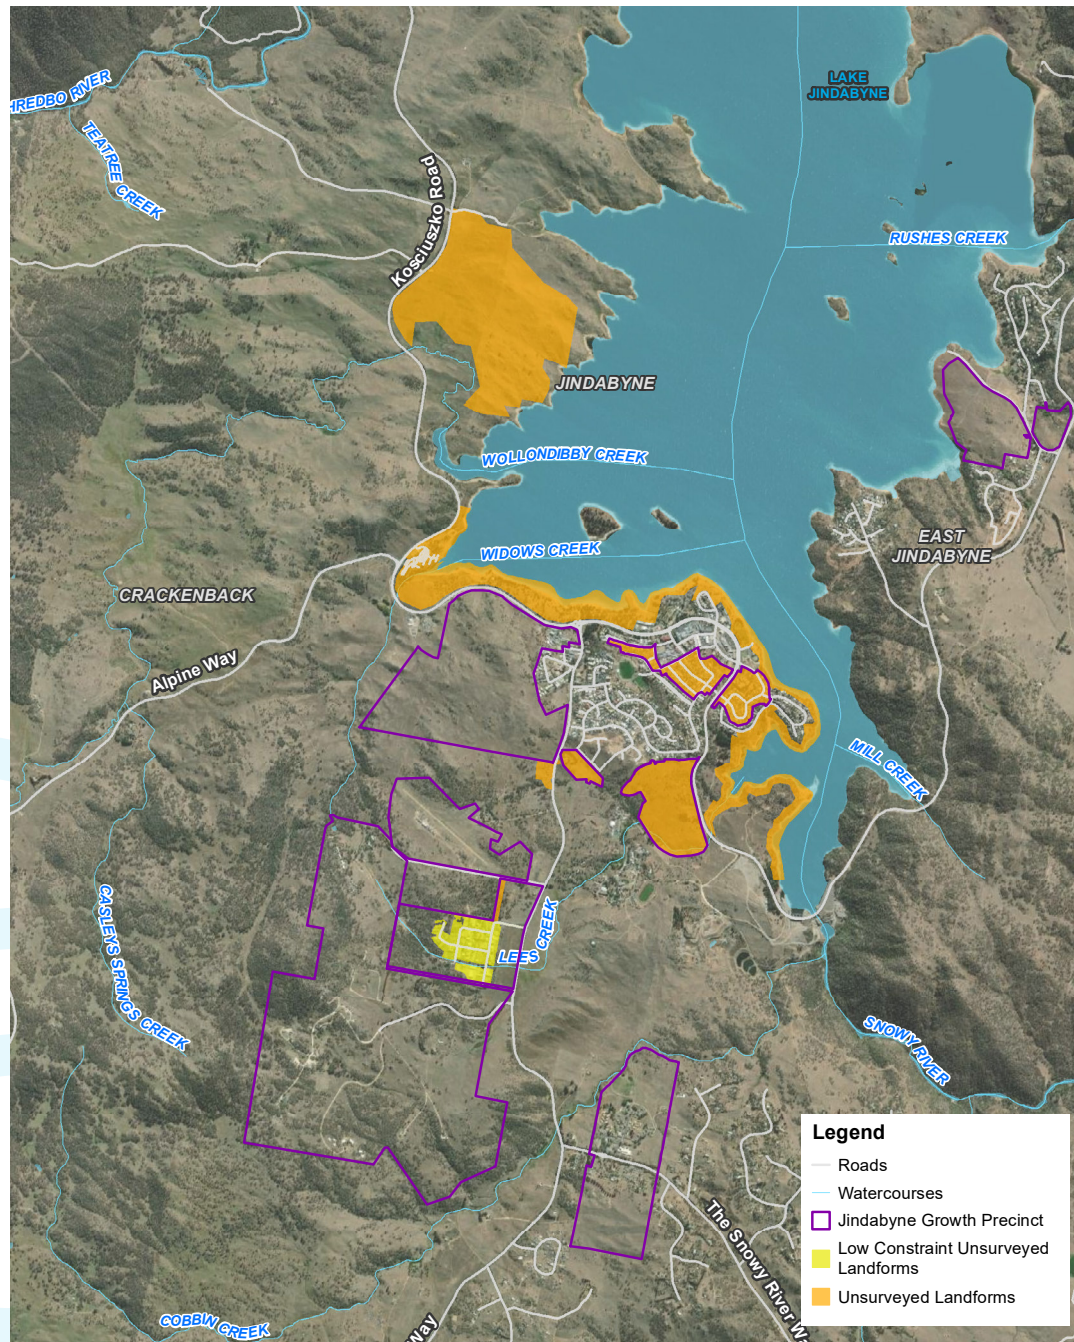 LAKE
JINDABYNE
HREDBO RIVER
TEATREE CREEK
Kosciuszko Road
RUSHES CREEK
JINDABYNE
WOLLONDIBBY CREEK
WIDOWS CREEK
EAST
JINDABYNE
CRACKENBACK
Alpine Way
MILL CREEK
CASLEYS SPRINGS CREEK
LEES CREEK
SNOWY RIVER
The Snowy River W
COBBIN CREEK
Way
Legend
Roads
Watercourses
Jindabyne Growth Precinct
Low Constraint Unsurveyed
Landforms
Unsurveyed Landforms